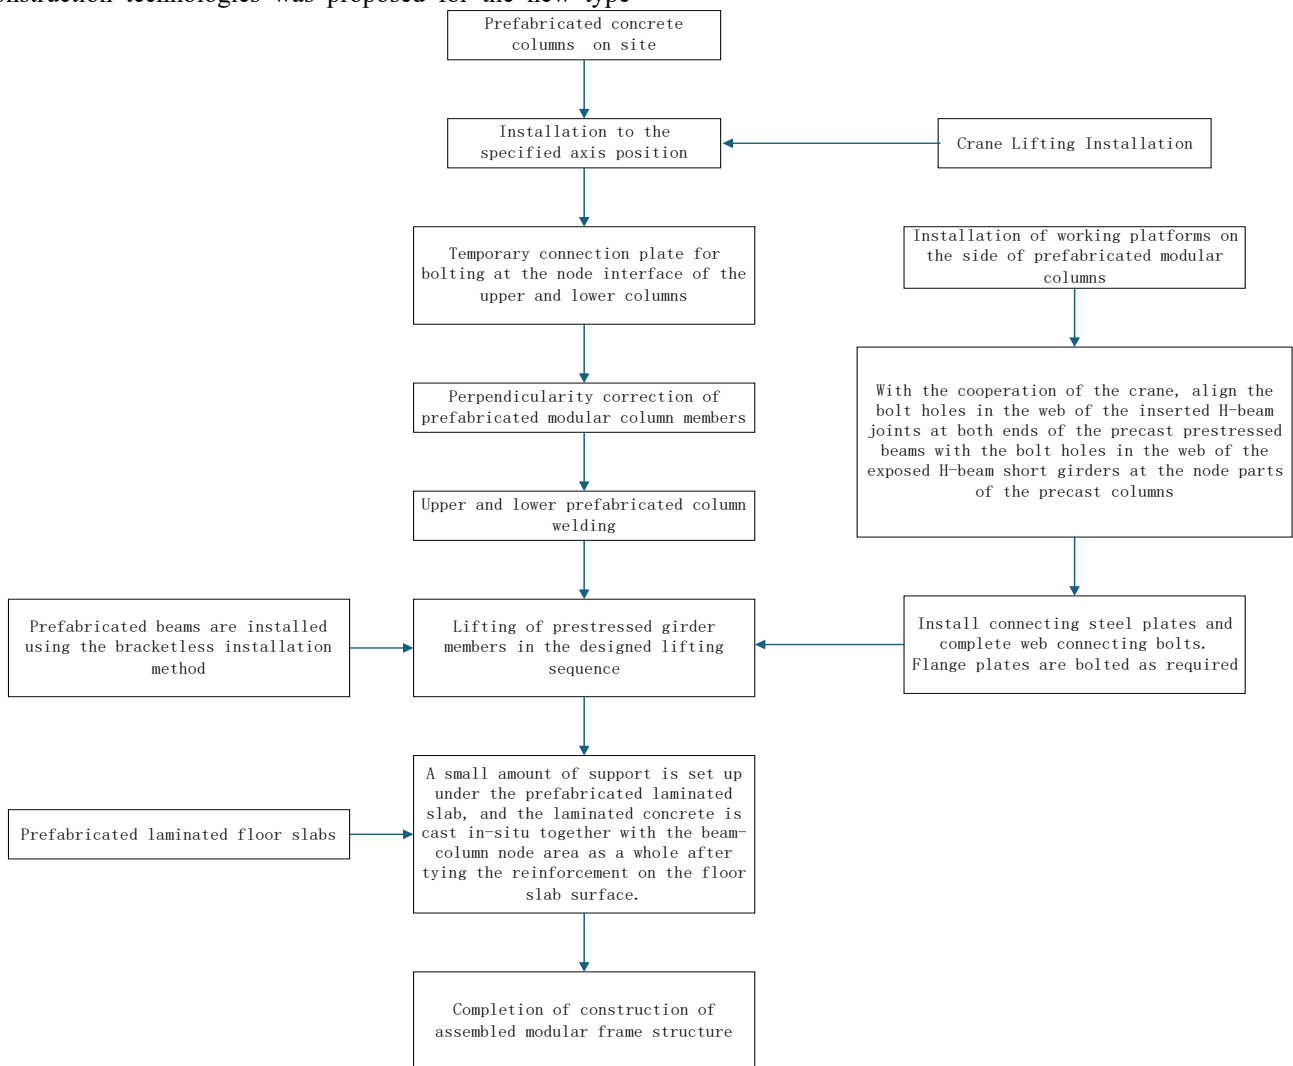 onstruction technologies was proposed for the new type
Prefabricated concrete
columns on site
Installation to the
specified axis position
Crane Lifting Installation
Temporary connection plate for
bolting at the node interface of the
upper and lower columns
Installation of working platforms on
the side of prefabricated modular
columns
Perpendicularity correction of
prefabricated modular column members
With the cooperation of the crane, align the
bolt holes in the web of the inserted H-beam
joints at both ends of the precast prestressed
beams with the bolt holes in the web of the
exposed H-beam short girders at the node parts
of the precast columns
Upper and lower prefabricated column
welding
Prefabricated beams are installed
using the bracketless installation
method
Lifting of prestressed girder
members in the designed lifting
sequence
Install connecting steel plates and
complete web connecting bolts.
Flange plates are bolted as required
Prefabricated laminated floor slabs
A small amount of support is set up
under the prefabricated laminated
slab, and the laminated concrete is
cast in-situ together with the beam-
column node area as a whole after
tying the reinforcement on the floor
slab surface.
Completion of construction of
assembled modular frame structure